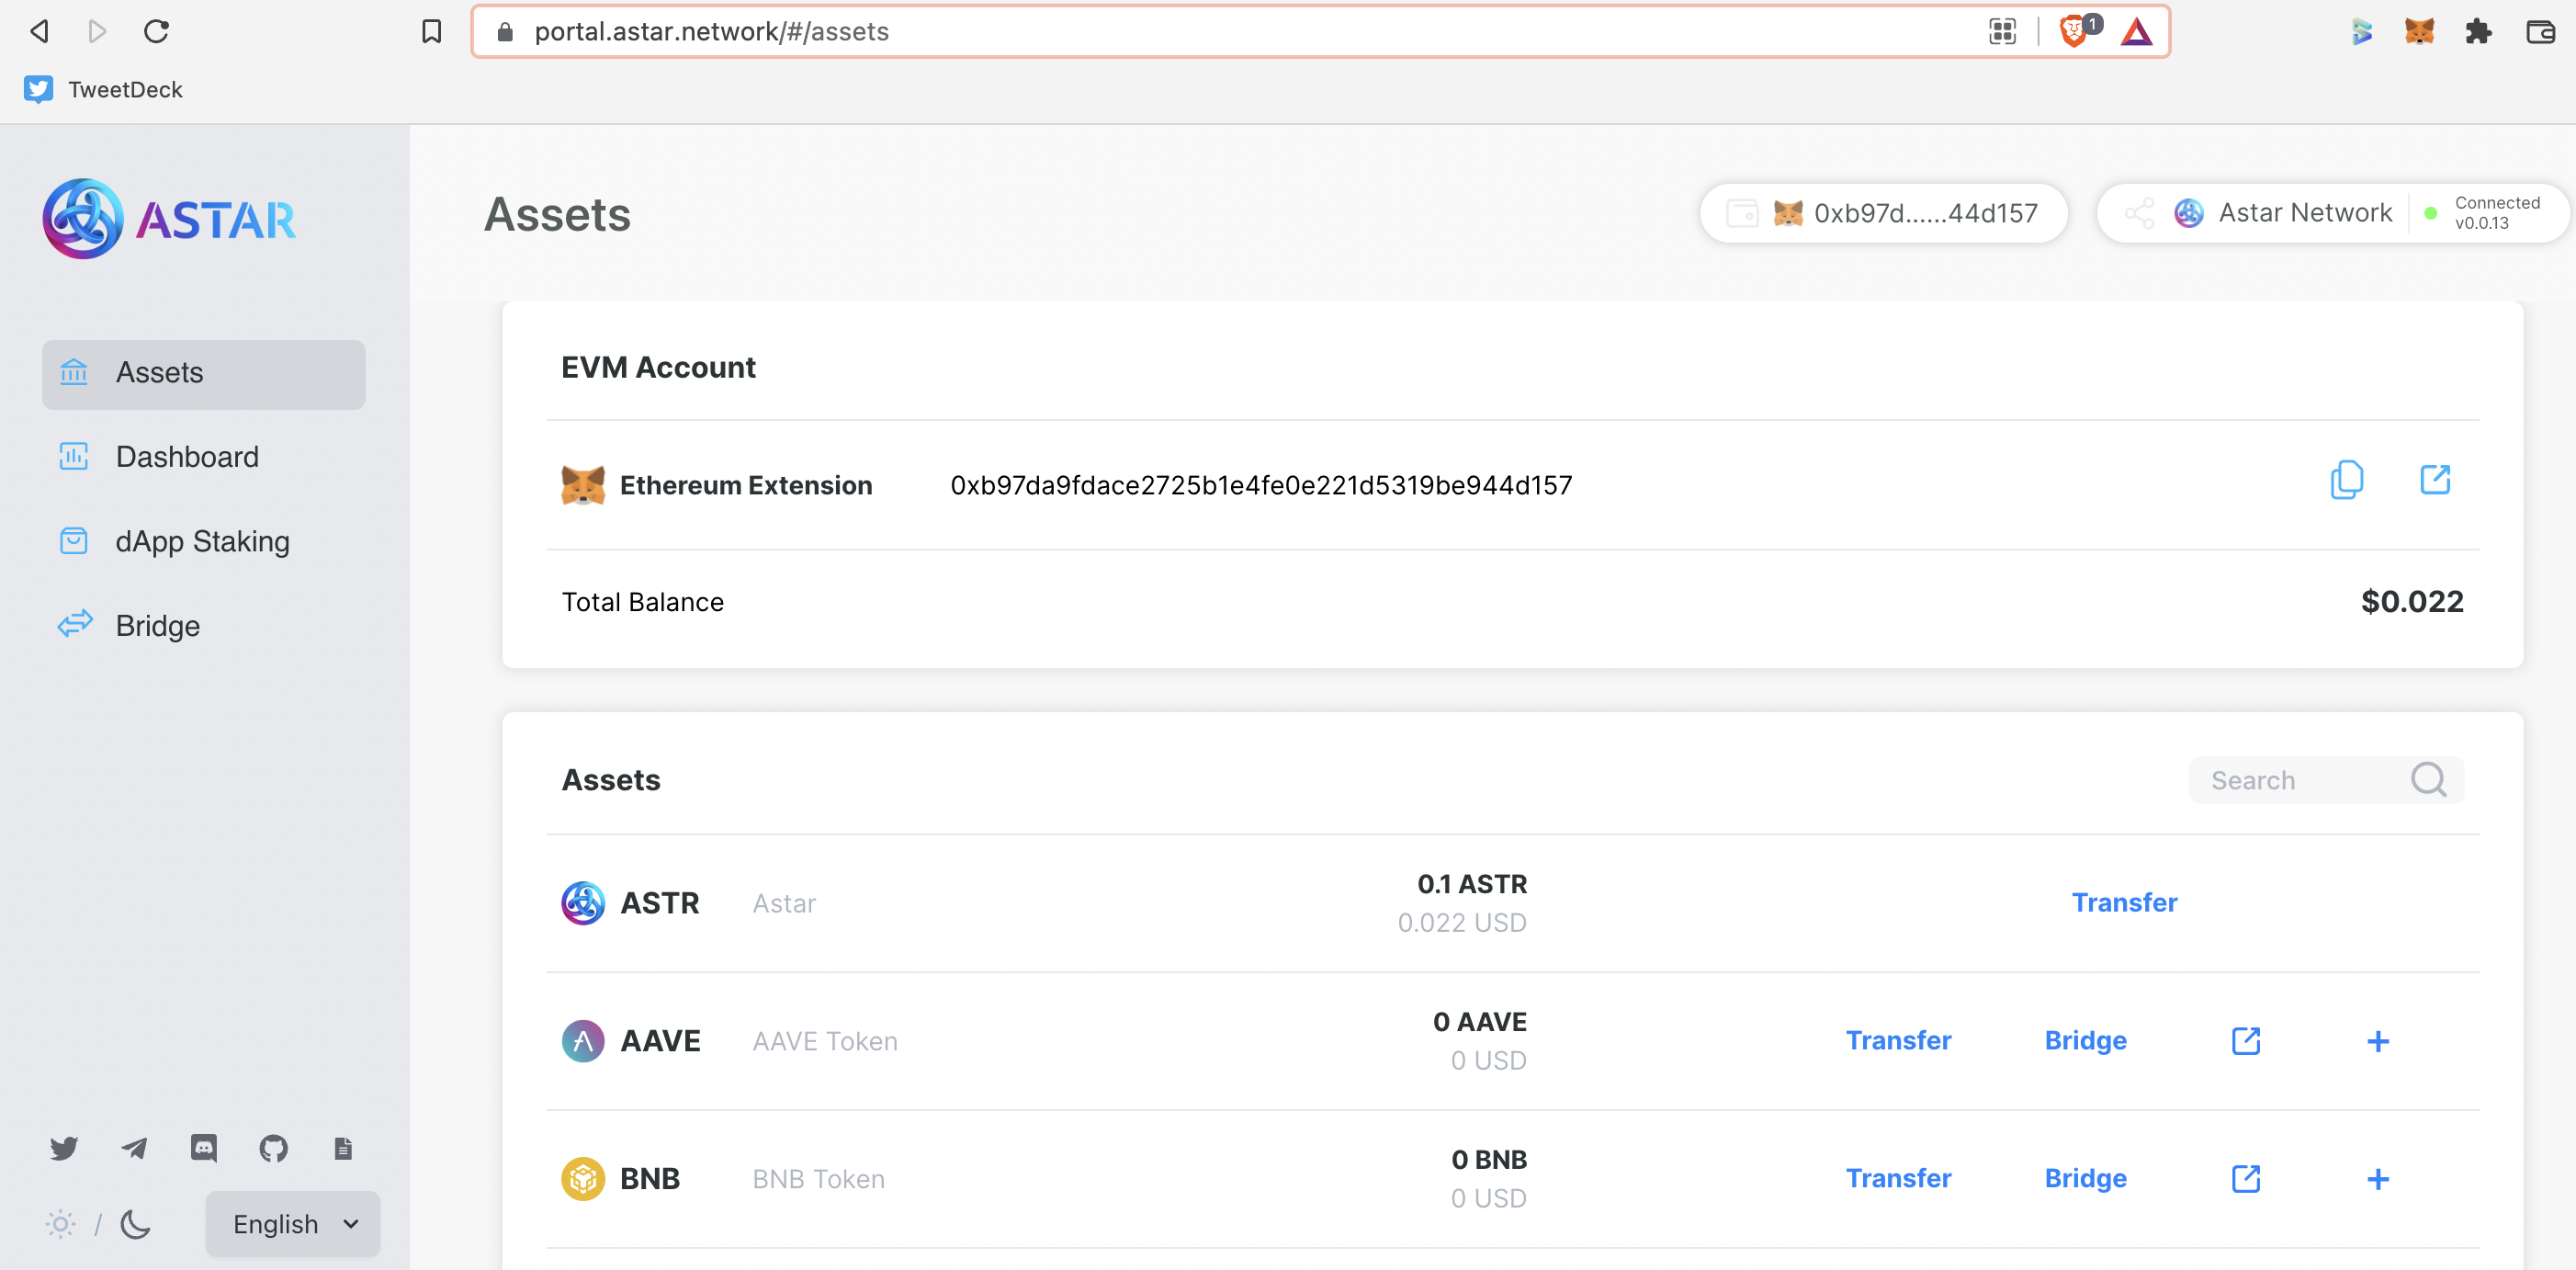 portal.astar.network/#/assets
1
TweetDeck
ASTAR
Assets
0xb97d......44d157
Astar Network
Connected
v0.0.13
Assets
Dashboard
dApp Staking
Bridge
EVM Account
Ethereum Extension 0xb97da9fdace2725b1e4fe0e221d5319be944d157
Total Balance $0.022
Assets Search
ASTR Astar 0.1 ASTR Transfer
0.022 USD
AAVE AAVE Token 0 AAVE Transfer Bridge +
0 USD
BNB BNB Token 0 BNB Transfer Bridge +
0 USD
/ English